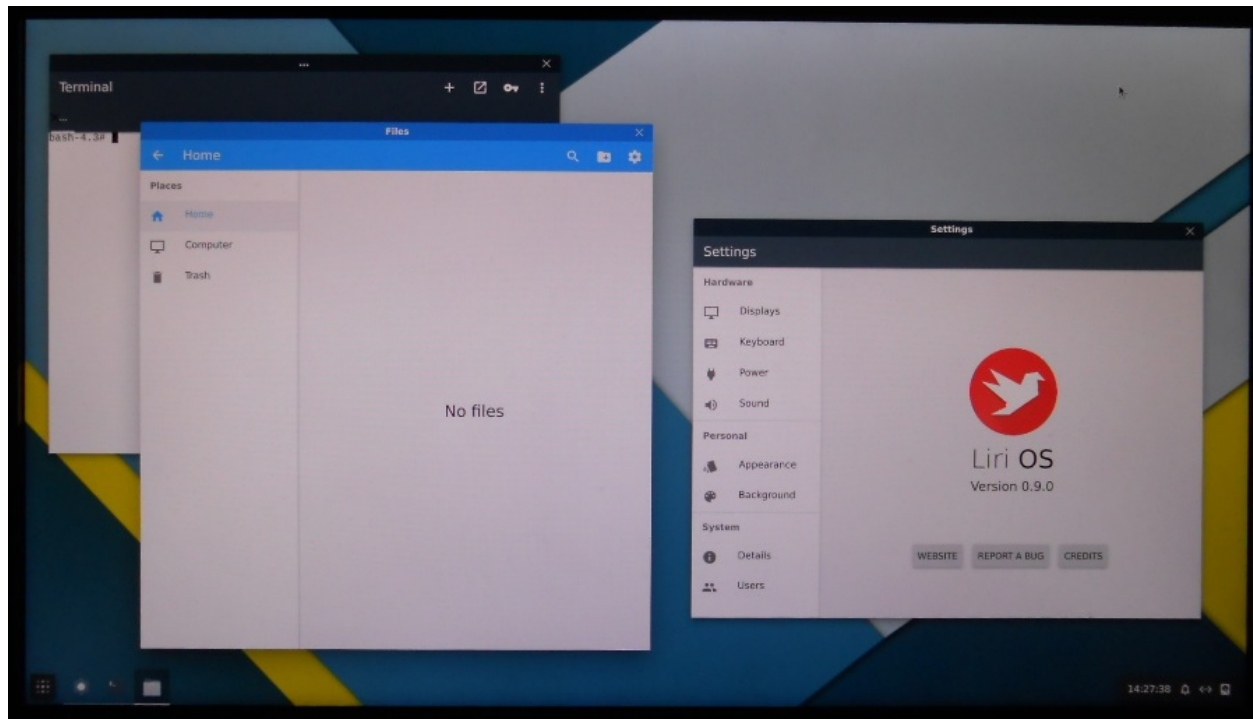 ...
Terminal
...
bash-4.3#
Files
Home
Places
Home
Computer
Trash
No files
Settings
Settings
Hardware
Displays
Keyboard
Power
Sound
Personal
Appearance
Background
System
Details
Users
Liri OS
Version 0.9.0
WEBSITE REPORT A BUG CREDITS
14:27:38